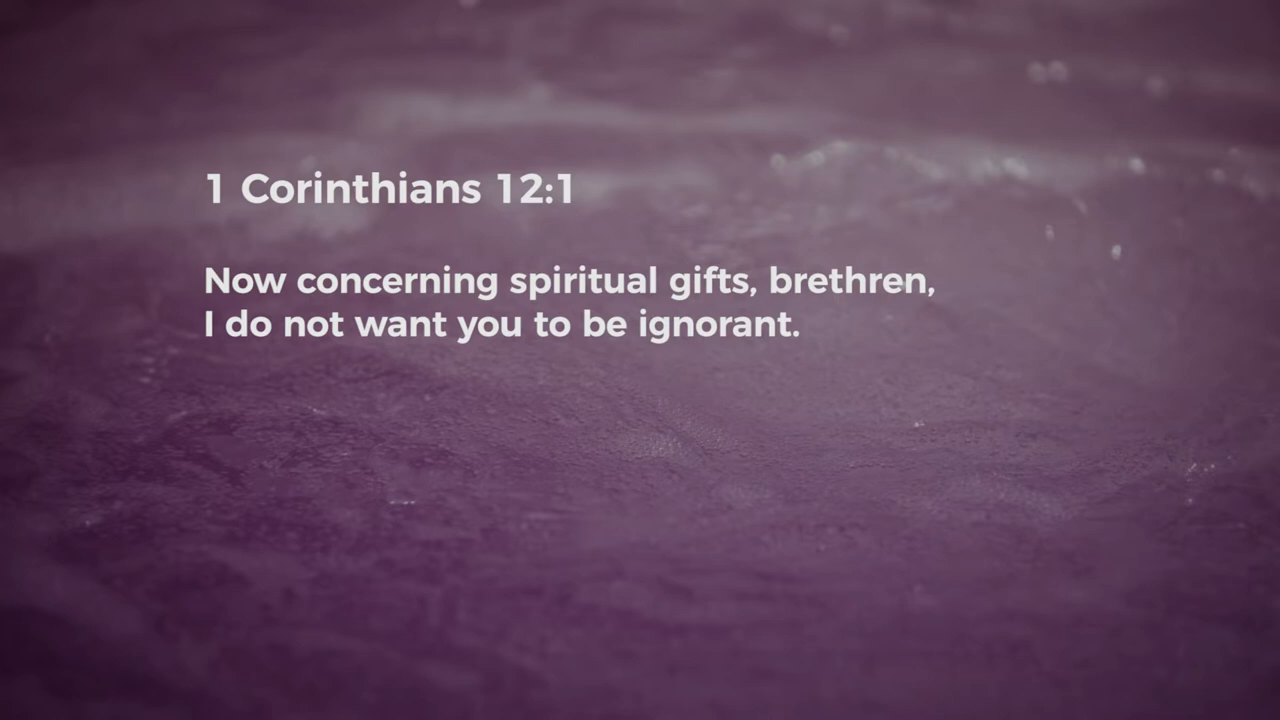 1 Corinthians 12:1
Now concerning spiritual gifts, brethren,
I do not want you to be ignorant.